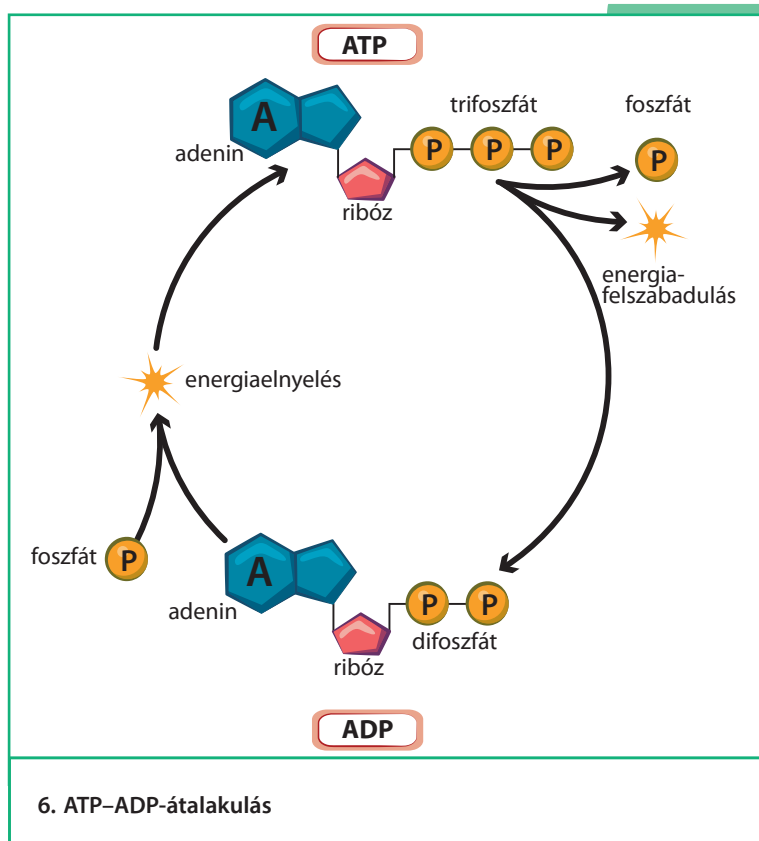 ATP
trifoszfát
foszfát
A
adenin
P
P
P
P
ribóz
energia-
felszabadulás
energiaelnyelés
foszfát
P
A
adenin
P
P
difoszfát
ribóz
ADP
6. ATP–ADP-átalakulás